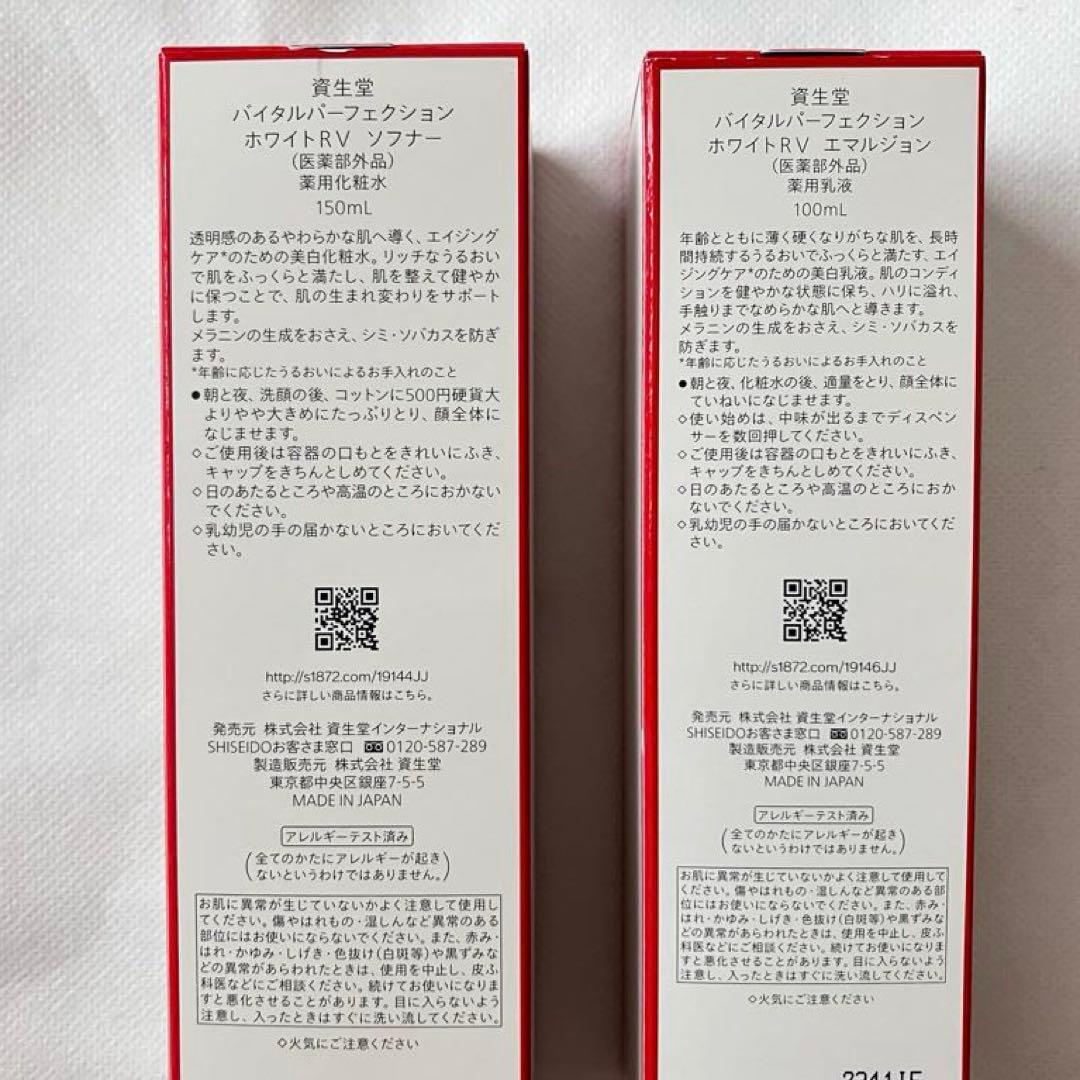 資生堂
バイタルパーフェクション
ホワイトRV ソフナー
(医薬部外品)
薬用化粧水
150mL
透明感のあるやわらかな肌へ導く、エイジング
ケア*のための美白化粧水。リッチなうるおい
で肌をふっくらと満たし、肌を整えて健やか
に保つことで、肌の生まれ変わりをサポート
します。
メラニンの生成をおさえ、シミ・ソバカスを防ぎ
ます。
*年齢に応じたうるおいによるお手入れのこと
●朝と夜、洗顔の後、コットンに500円硬貨大
よりやや大きめにたっぷりとり、顔全体に
なじませます。
◇ご使用後は容器の口もとをきれいにふき、
キャップをきちんとしめてください。
◇日のあたるところや高温のところにおかない
でください。
◇乳幼児の手の届かないところにおいてくだ
さい。
http://s1872.com/19144JJ
さらに詳しい商品情報はこちら。
発売元 株式会社 資生堂インターナショナル
SHISEIDOお客さま窓口 0120-587-289
製造販売元 株式会社 資生堂
東京都中央区銀座7-5-5
MADE IN JAPAN
アレルギーテスト済み
(全てのかたにアレルギーが起き
ないというわけではありません。)
お肌に異常が生じていないかよく注意して使用し
てください。傷やはれもの・湿しんなど異常のある
部位にはお使いにならないでください。また、赤み・
はれ・かゆみ・しげき・色抜け(白斑等)や黒ずみな
どの異常があらわれたときは、使用を中止し、皮ふ
科医などにご相談ください。続けてお使いになりま
すと悪化させることがあります。目に入らないよう
注意し、入ったときはすぐに洗い流してください。
◇火気にご注意ください
資生堂
バイタルパーフェクション
ホワイトRV エマルジョン
(医薬部外品)
薬用乳液
100mL
年齢とともに薄く硬くなりがちな肌を、長時
間持続するうるおいでふっくらと満たす、エイ
ジングケア*のための美白乳液。肌のコンディ
ションを健やかな状態に保ち、ハリに溢れ、
手触りまでなめらかな肌へと導きます。
メラニンの生成をおさえ、シミ・ソバカスを
防ぎます。
*年齢に応じたうるおいによるお手入れのこと
●朝と夜、化粧水の後、適量をとり、顔全体に
ていねいになじませます。
◇使い始めは、中味が出るまでディスペン
サーを数回押してください。
◇ご使用後は容器の口もとをきれいにふき、
キャップをきちんとしめてください。
◇日のあたるところや高温のところにおか
ないでください。
◇乳幼児の手の届かないところにおいてくだ
さい。
http://s1872.com/19146JJ
さらに詳しい商品情報はこちら。
発売元 株式会社 資生堂インターナショナル
SHISEIDOお客さま窓口 0120-587-289
製造販売元 株式会社 資生堂
東京都中央区銀座7-5-5
MADE IN JAPAN
アレルギーテスト済み
(全てのかたにアレルギーが起き
ないというわけではありません。)
お肌に異常が生じていないかよく注意して使用して
ください。傷やはれもの・湿しんなど異常のある部
位にはお使いにならないでください。また、赤み・
はれ・かゆみ・しげき・色抜け(白斑等)や黒ずみな
どの異常があらわれたときは、使用を中止し、皮ふ
科医などにご相談ください。続けてお使いになりま
すと悪化させることがあります。目に入らないよう
注意し、入ったときはすぐに洗い流してください。
◇火気にご注意ください